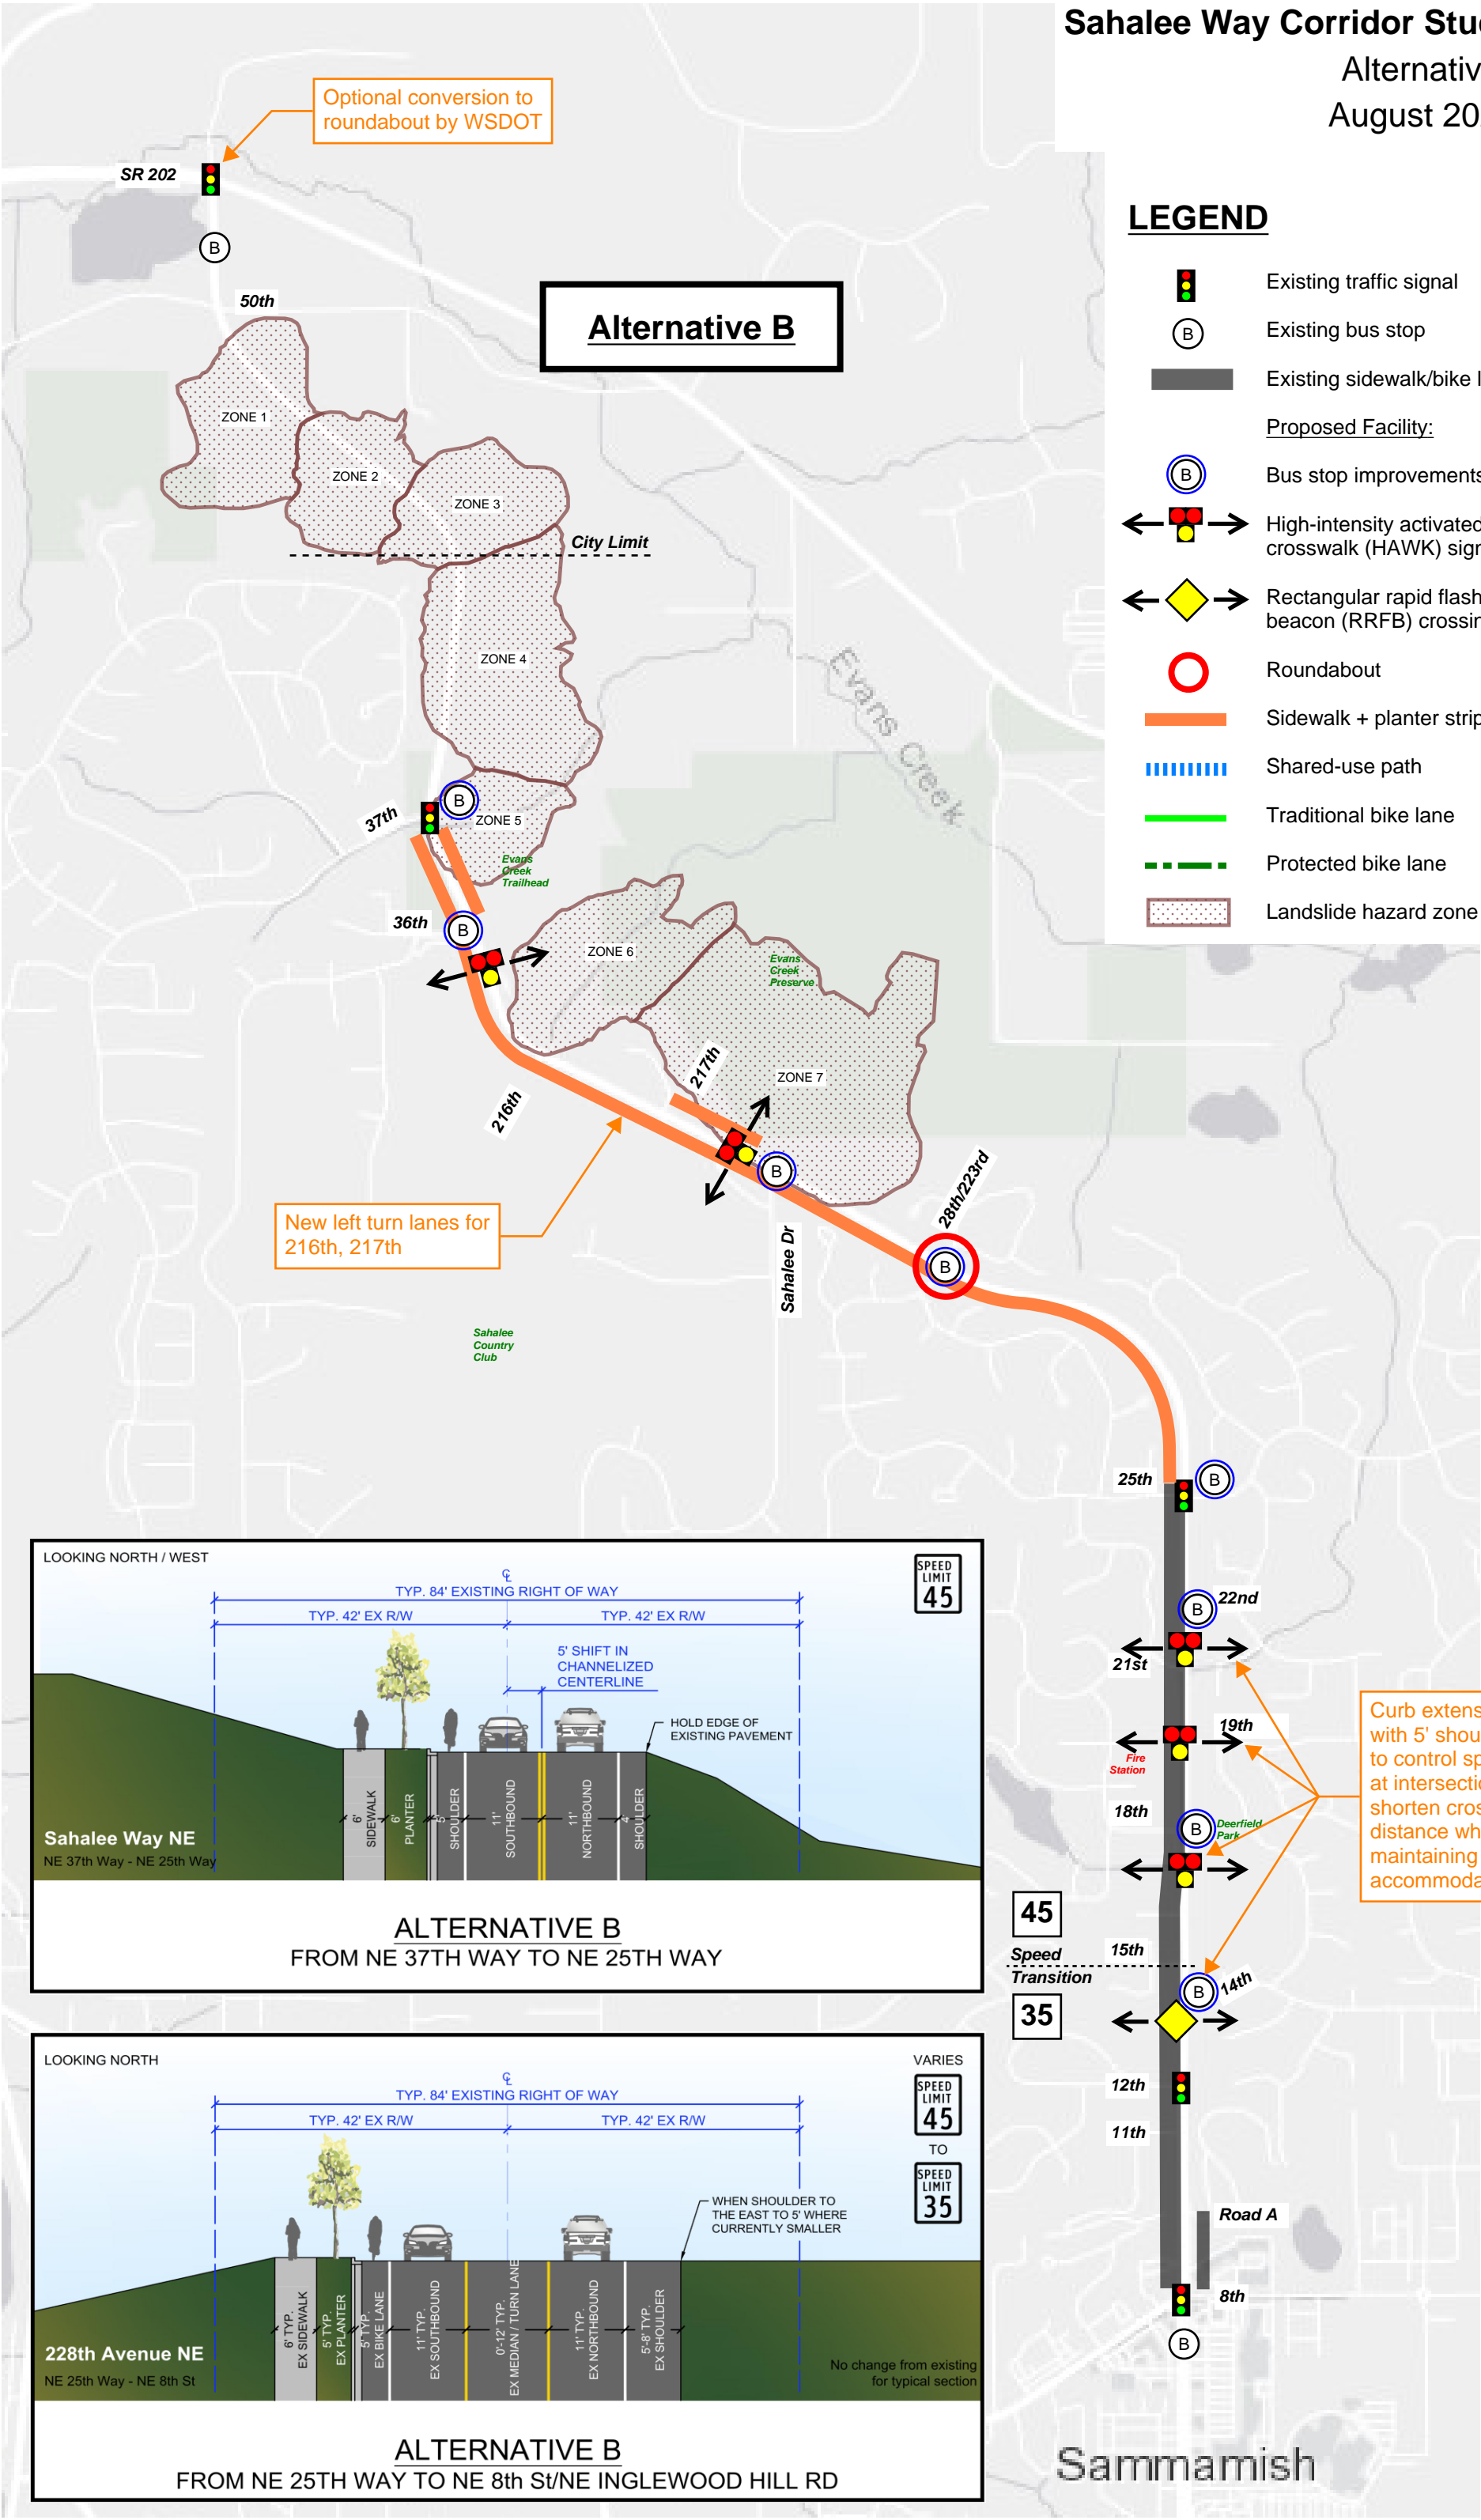 Sahalee Way Corridor Stu
Alternativ
August 20
Optional conversion to
roundabout by WSDOT
SR 202
B
50th
Alternative B
LEGEND
Existing traffic signal
B
Existing bus stop
Existing sidewalk/bike l
Proposed Facility:
B
Bus stop improvements
High-intensity activated
crosswalk (HAWK) sign
Rectangular rapid flash
beacon (RRFB) crossin
Roundabout
Sidewalk + planter strip
Shared-use path
Traditional bike lane
Protected bike lane
Landslide hazard zone
ZONE 1
ZONE 2
ZONE 3
City Limit
ZONE 4
Evans Creek
37th
B
ZONE 5
Evans
Creek
Trailhead
36th
B
ZONE 6
Evans
Creek
Preserve
217th
ZONE 7
216th
B
28th/223rd
New left turn lanes for
216th, 217th
Sahalee Dr
B
Sahalee
Country
Club
25th
B
B
22nd
21st
19th
Fire
Station
18th
B
Deerfield
Park
Curb extens
with 5' shou
to control sp
at intersecti
shorten cros
distance wh
maintaining
accommoda
45
Speed
Transition
35
15th
B
14th
12th
11th
Road A
8th
B
Sammamish
LOOKING NORTH / WEST
SPEED
LIMIT
45
℄
TYP. 84' EXISTING RIGHT OF WAY
TYP. 42' EX R/W
TYP. 42' EX R/W
5' SHIFT IN
CHANNELIZED
CENTERLINE
HOLD EDGE OF
EXISTING PAVEMENT
6'
SIDEWALK
6'
PLANTER
5'
SHOULDER
11'
SOUTHBOUND
11'
NORTHBOUND
4'
SHOULDER
Sahalee Way NE
NE 37th Way - NE 25th Way
ALTERNATIVE B
FROM NE 37TH WAY TO NE 25TH WAY
LOOKING NORTH
VARIES
SPEED
LIMIT
45
TO
SPEED
LIMIT
35
℄
TYP. 84' EXISTING RIGHT OF WAY
TYP. 42' EX R/W
TYP. 42' EX R/W
WHEN SHOULDER TO
THE EAST TO 5' WHERE
CURRENTLY SMALLER
6' TYP.
EX SIDEWALK
5' TYP.
EX PLANTER
5' TYP.
EX BIKE LANE
11' TYP.
EX SOUTHBOUND
0'-12' TYP.
EX MEDIAN / TURN LANE
11' TYP.
EX NORTHBOUND
5'-8' TYP.
EX SHOULDER
228th Avenue NE
NE 25th Way - NE 8th St
No change from existing
for typical section
ALTERNATIVE B
FROM NE 25TH WAY TO NE 8th St/NE INGLEWOOD HILL RD